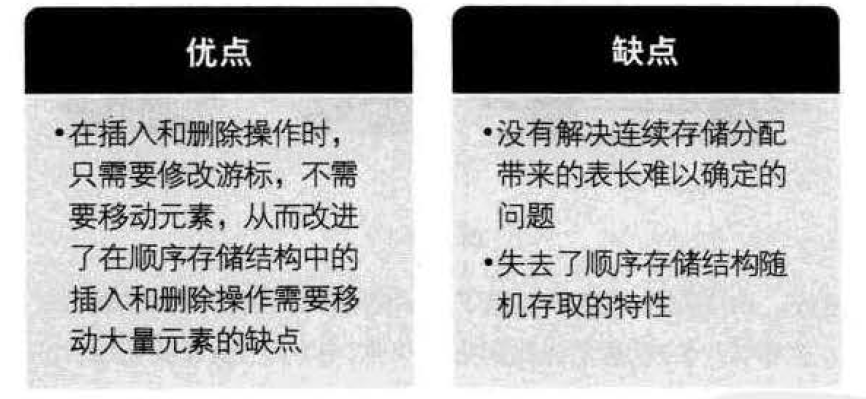 优点
•在插入和删除操作时，
只需要修改游标，不需
要移动元素，从而改进
了在顺序存储结构中的
插入和删除操作需要移
动大量元素的缺点
缺点
•没有解决连续存储分配
带来的表长难以确定的
问题
•失去了顺序存储结构随
机存取的特性